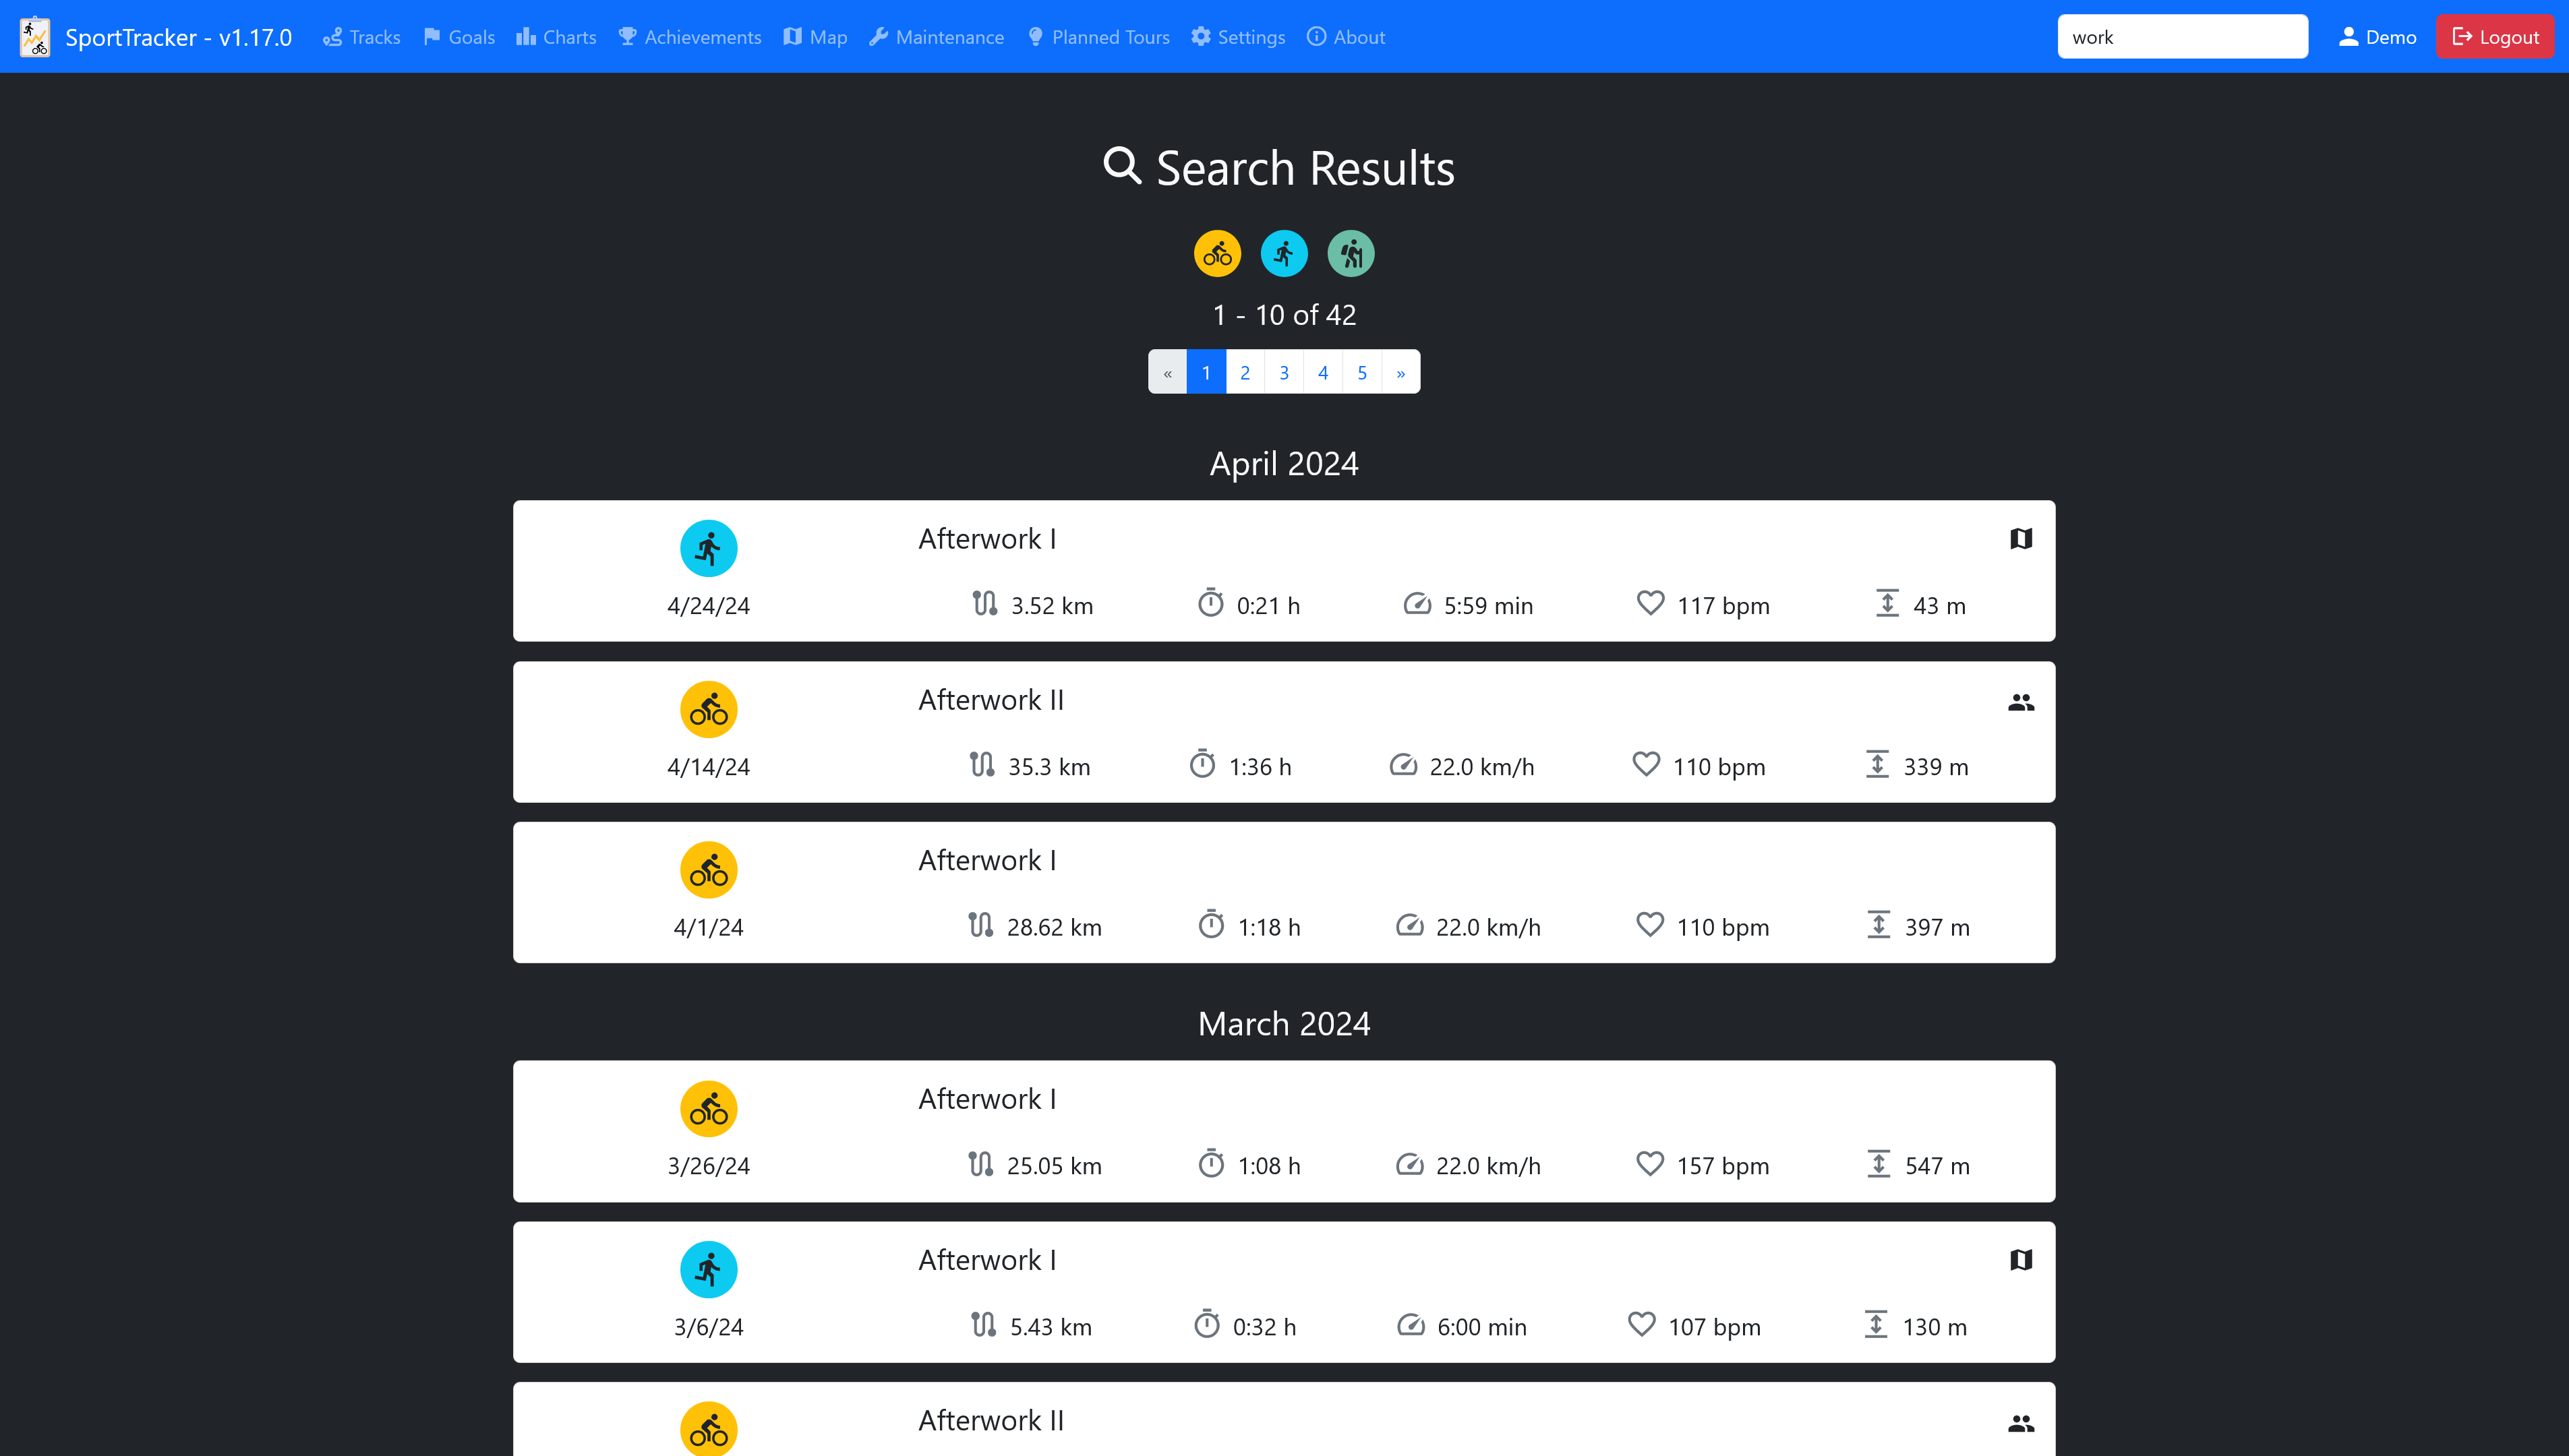 SportTracker - v1.17.0 Tracks Goals Charts Achievements Map Maintenance Planned Tours Settings About work Demo Logout
Search Results
1 - 10 of 42
« 1 2 3 4 5 »
April 2024
Afterwork I
4/24/24 3.52 km 0:21 h 5:59 min 117 bpm 43 m
Afterwork II
4/14/24 35.3 km 1:36 h 22.0 km/h 110 bpm 339 m
Afterwork I
4/1/24 28.62 km 1:18 h 22.0 km/h 110 bpm 397 m
March 2024
Afterwork I
3/26/24 25.05 km 1:08 h 22.0 km/h 157 bpm 547 m
Afterwork I
3/6/24 5.43 km 0:32 h 6:00 min 107 bpm 130 m
Afterwork II